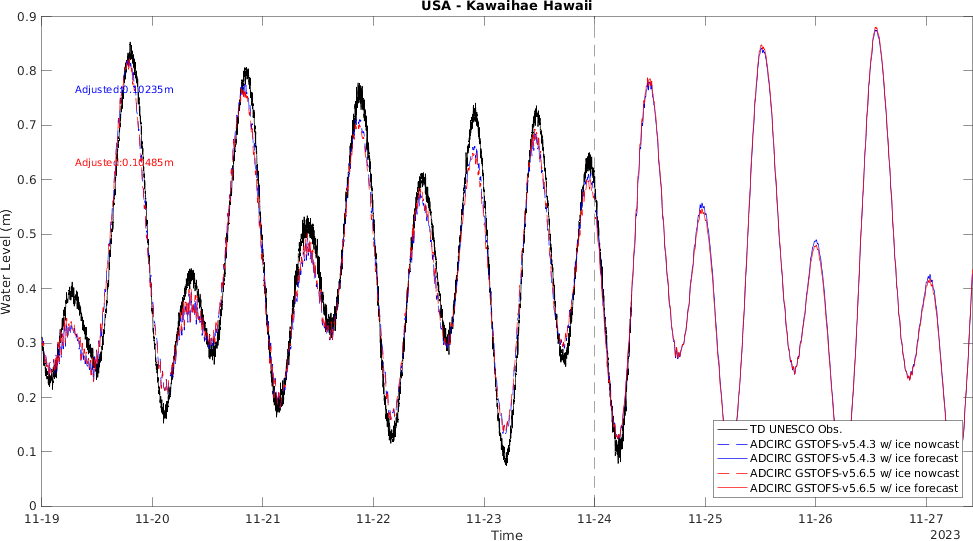 USA - Kawaihae Hawaii
0.9
0.8
0.7
0.6
0.5
0.4
0.3
0.2
0.1
0
Water Level (m)
Adjusted:0.10235m
Adjusted:0.10485m
TD UNESCO Obs.
ADCIRC GSTOFS-v5.4.3 w/ ice nowcast
ADCIRC GSTOFS-v5.4.3 w/ ice forecast
ADCIRC GSTOFS-v5.6.5 w/ ice nowcast
ADCIRC GSTOFS-v5.6.5 w/ ice forecast
11-19
11-20
11-21
11-22
11-23
11-24
11-25
11-26
11-27
Time
2023